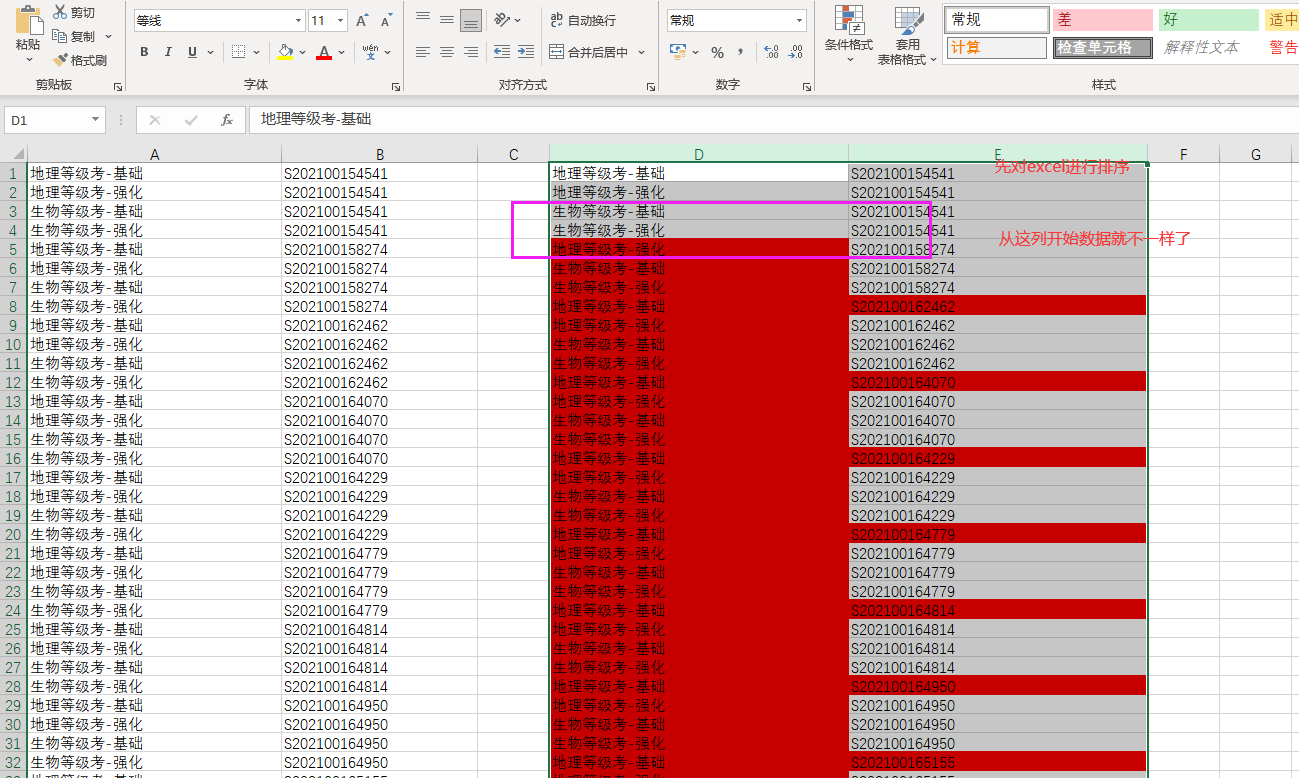 剪切
等线 11 A A
ab 自动换行
常规
常规 差 好 适中
粘贴
复制
条件格式 套用
表格格式
格式刷
B I U A wén 文
合并后居中
% ,
计算 检查单元格 解释性文本 警告
剪贴板 字体 对齐方式 数字 样式
D1 fx 地理等级考-基础
A B C D E F G
先对excel进行排序
1 地理等级考-基础 S202100154541 地理等级考-基础 S202100154541
2 地理等级考-强化 S202100154541 地理等级考-强化 S202100154541
3 生物等级考-基础 S202100154541 生物等级考-基础 S202100154541
4 生物等级考-强化 S202100154541 生物等级考-强化 S202100154541
从这列开始数据就不一样了
5 地理等级考-基础 S202100158274 地理等级考-强化 S202100158274
6 地理等级考-强化 S202100158274 生物等级考-基础 S202100158274
7 生物等级考-基础 S202100158274 生物等级考-强化 S202100158274
8 生物等级考-强化 S202100158274 地理等级考-基础 S202100162462
9 地理等级考-基础 S202100162462 地理等级考-强化 S202100162462
10 地理等级考-强化 S202100162462 生物等级考-基础 S202100162462
11 生物等级考-基础 S202100162462 生物等级考-强化 S202100162462
12 生物等级考-强化 S202100162462 地理等级考-基础 S202100164070
13 地理等级考-基础 S202100164070 地理等级考-强化 S202100164070
14 地理等级考-强化 S202100164070 生物等级考-基础 S202100164070
15 生物等级考-基础 S202100164070 生物等级考-强化 S202100164070
16 生物等级考-强化 S202100164070 地理等级考-基础 S202100164229
17 地理等级考-基础 S202100164229 地理等级考-强化 S202100164229
18 地理等级考-强化 S202100164229 生物等级考-基础 S202100164229
19 生物等级考-基础 S202100164229 生物等级考-强化 S202100164229
20 生物等级考-强化 S202100164229 地理等级考-基础 S202100164779
21 地理等级考-基础 S202100164779 地理等级考-强化 S202100164779
22 地理等级考-强化 S202100164779 生物等级考-基础 S202100164779
23 生物等级考-基础 S202100164779 生物等级考-强化 S202100164779
24 生物等级考-强化 S202100164779 地理等级考-基础 S202100164814
25 地理等级考-基础 S202100164814 地理等级考-强化 S202100164814
26 地理等级考-强化 S202100164814 生物等级考-基础 S202100164814
27 生物等级考-基础 S202100164814 生物等级考-强化 S202100164814
28 生物等级考-强化 S202100164814 地理等级考-基础 S202100164950
29 地理等级考-基础 S202100164950 地理等级考-强化 S202100164950
30 地理等级考-强化 S202100164950 生物等级考-基础 S202100164950
31 生物等级考-基础 S202100164950 生物等级考-强化 S202100164950
32 生物等级考-强化 S202100164950 地理等级考-基础 S202100165155